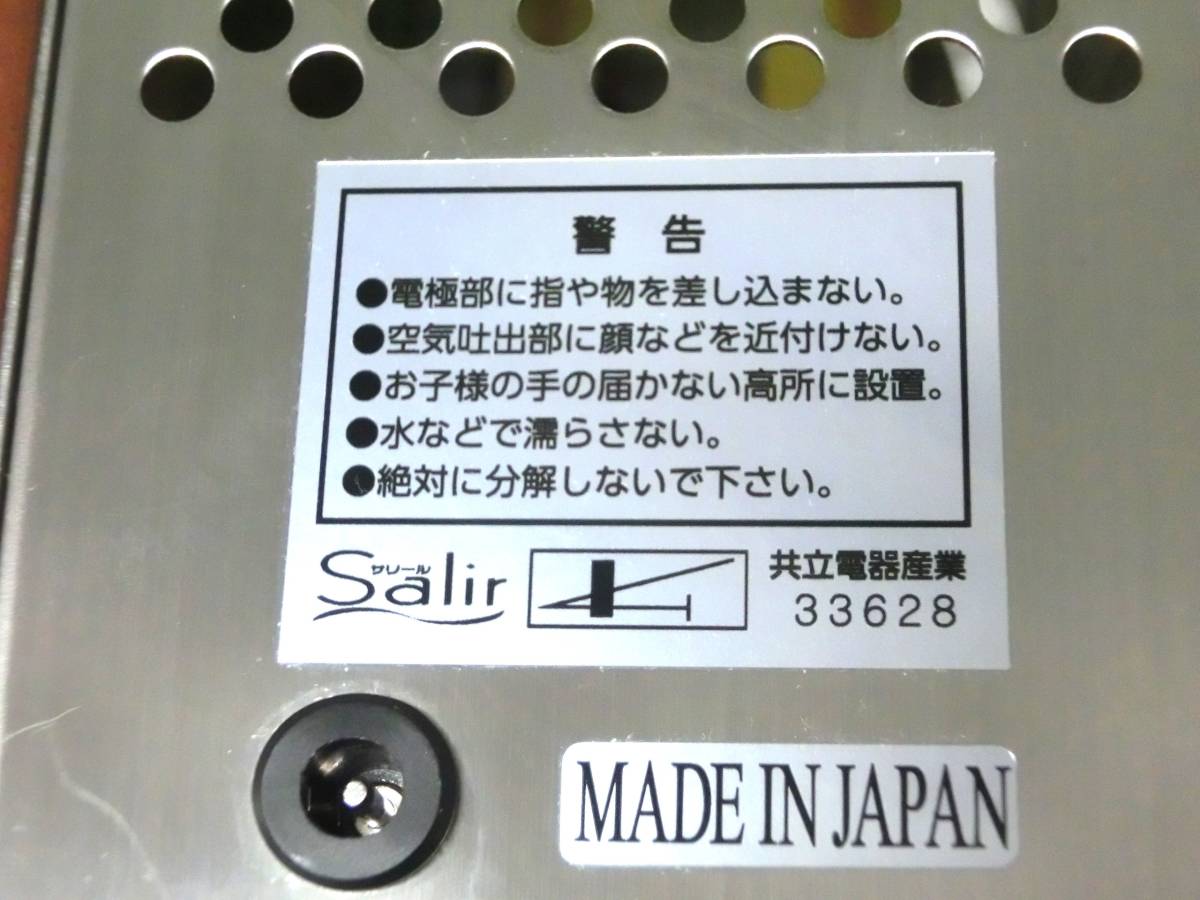 警告
●電極部に指や物を差し込まない。
●空気吐出部に顔などを近付けない。
●お子様の手の届かない高所に設置。
●水などで濡らさない。
●絶対に分解しないで下さい。
サレール
Salir
共立電器産業
33628
MADE IN JAPAN